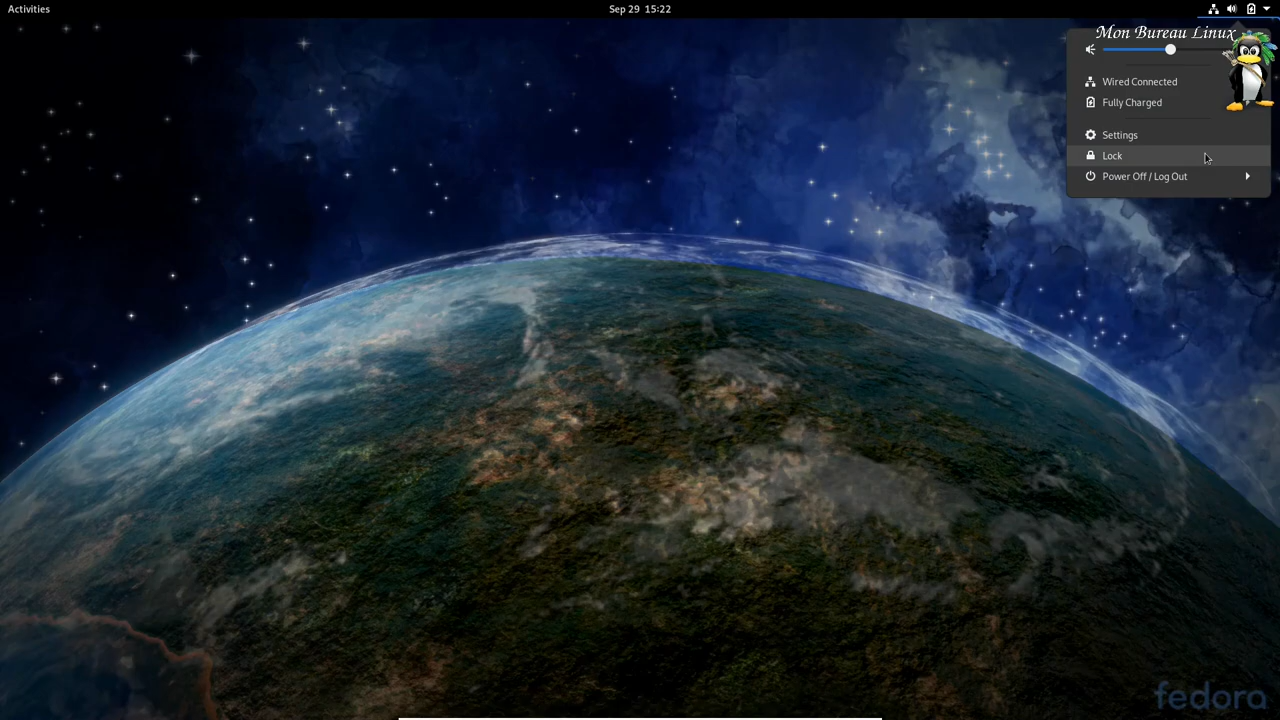 Activities
Sep 29 15:22
Mon Bureau Linux
Wired Connected
Fully Charged
Settings
Lock
Power Off / Log Out
fedora